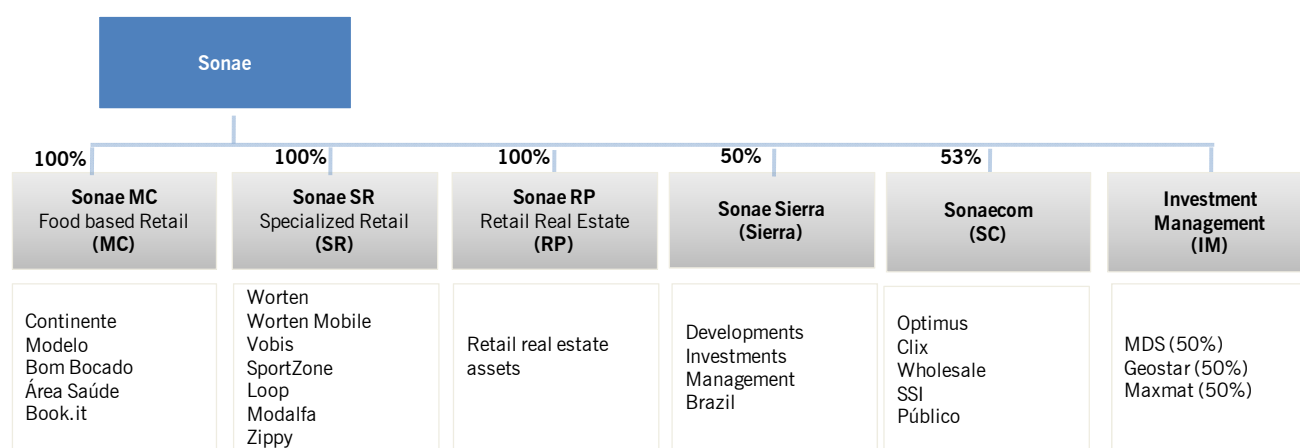 Sonae
100%
100%
100%
50%
53%
Sonae MC
Food based Retail
(MC)
Sonae SR
Specialized Retail
(SR)
Sonae RP
Retail Real Estate
(RP)
Sonae Sierra
(Sierra)
Sonaecom
(SC)
Investment
Management
(IM)
Continente
Modelo
Bom Bocado
Área Saúde
Book.it
Worten
Worten Mobile
Vobis
SportZone
Loop
Modalfa
Zippy
Retail real estate
assets
Developments
Investments
Management
Brazil
Optimus
Clix
Wholesale
SSI
Público
MDS (50%)
Geostar (50%)
Maxmat (50%)